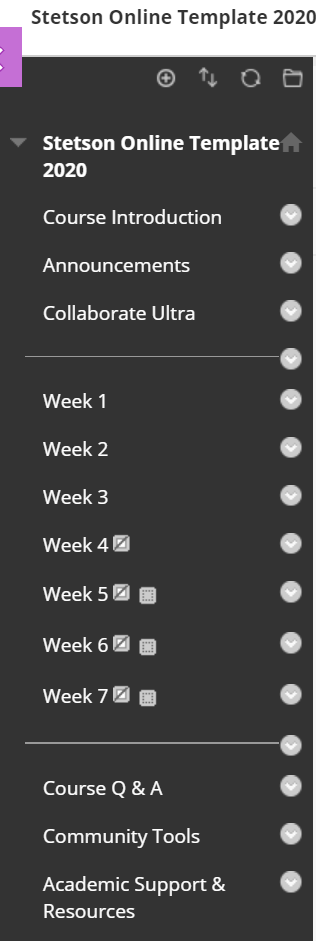 Stetson Online Template 2020
Stetson Online Template
2020
Course Introduction
Announcements
Collaborate Ultra
Week 1
Week 2
Week 3
Week 4
Week 5
Week 6
Week 7
Course Q & A
Community Tools
Academic Support &
Resources